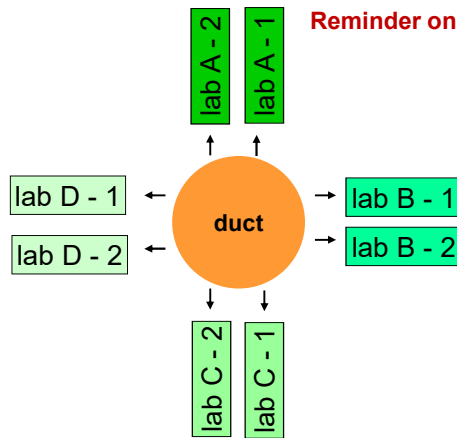 Reminder on
lab A - 2
lab A - 1
lab D - 1
lab B - 1
duct
lab D - 2
lab B - 2
lab C - 2
lab C - 1